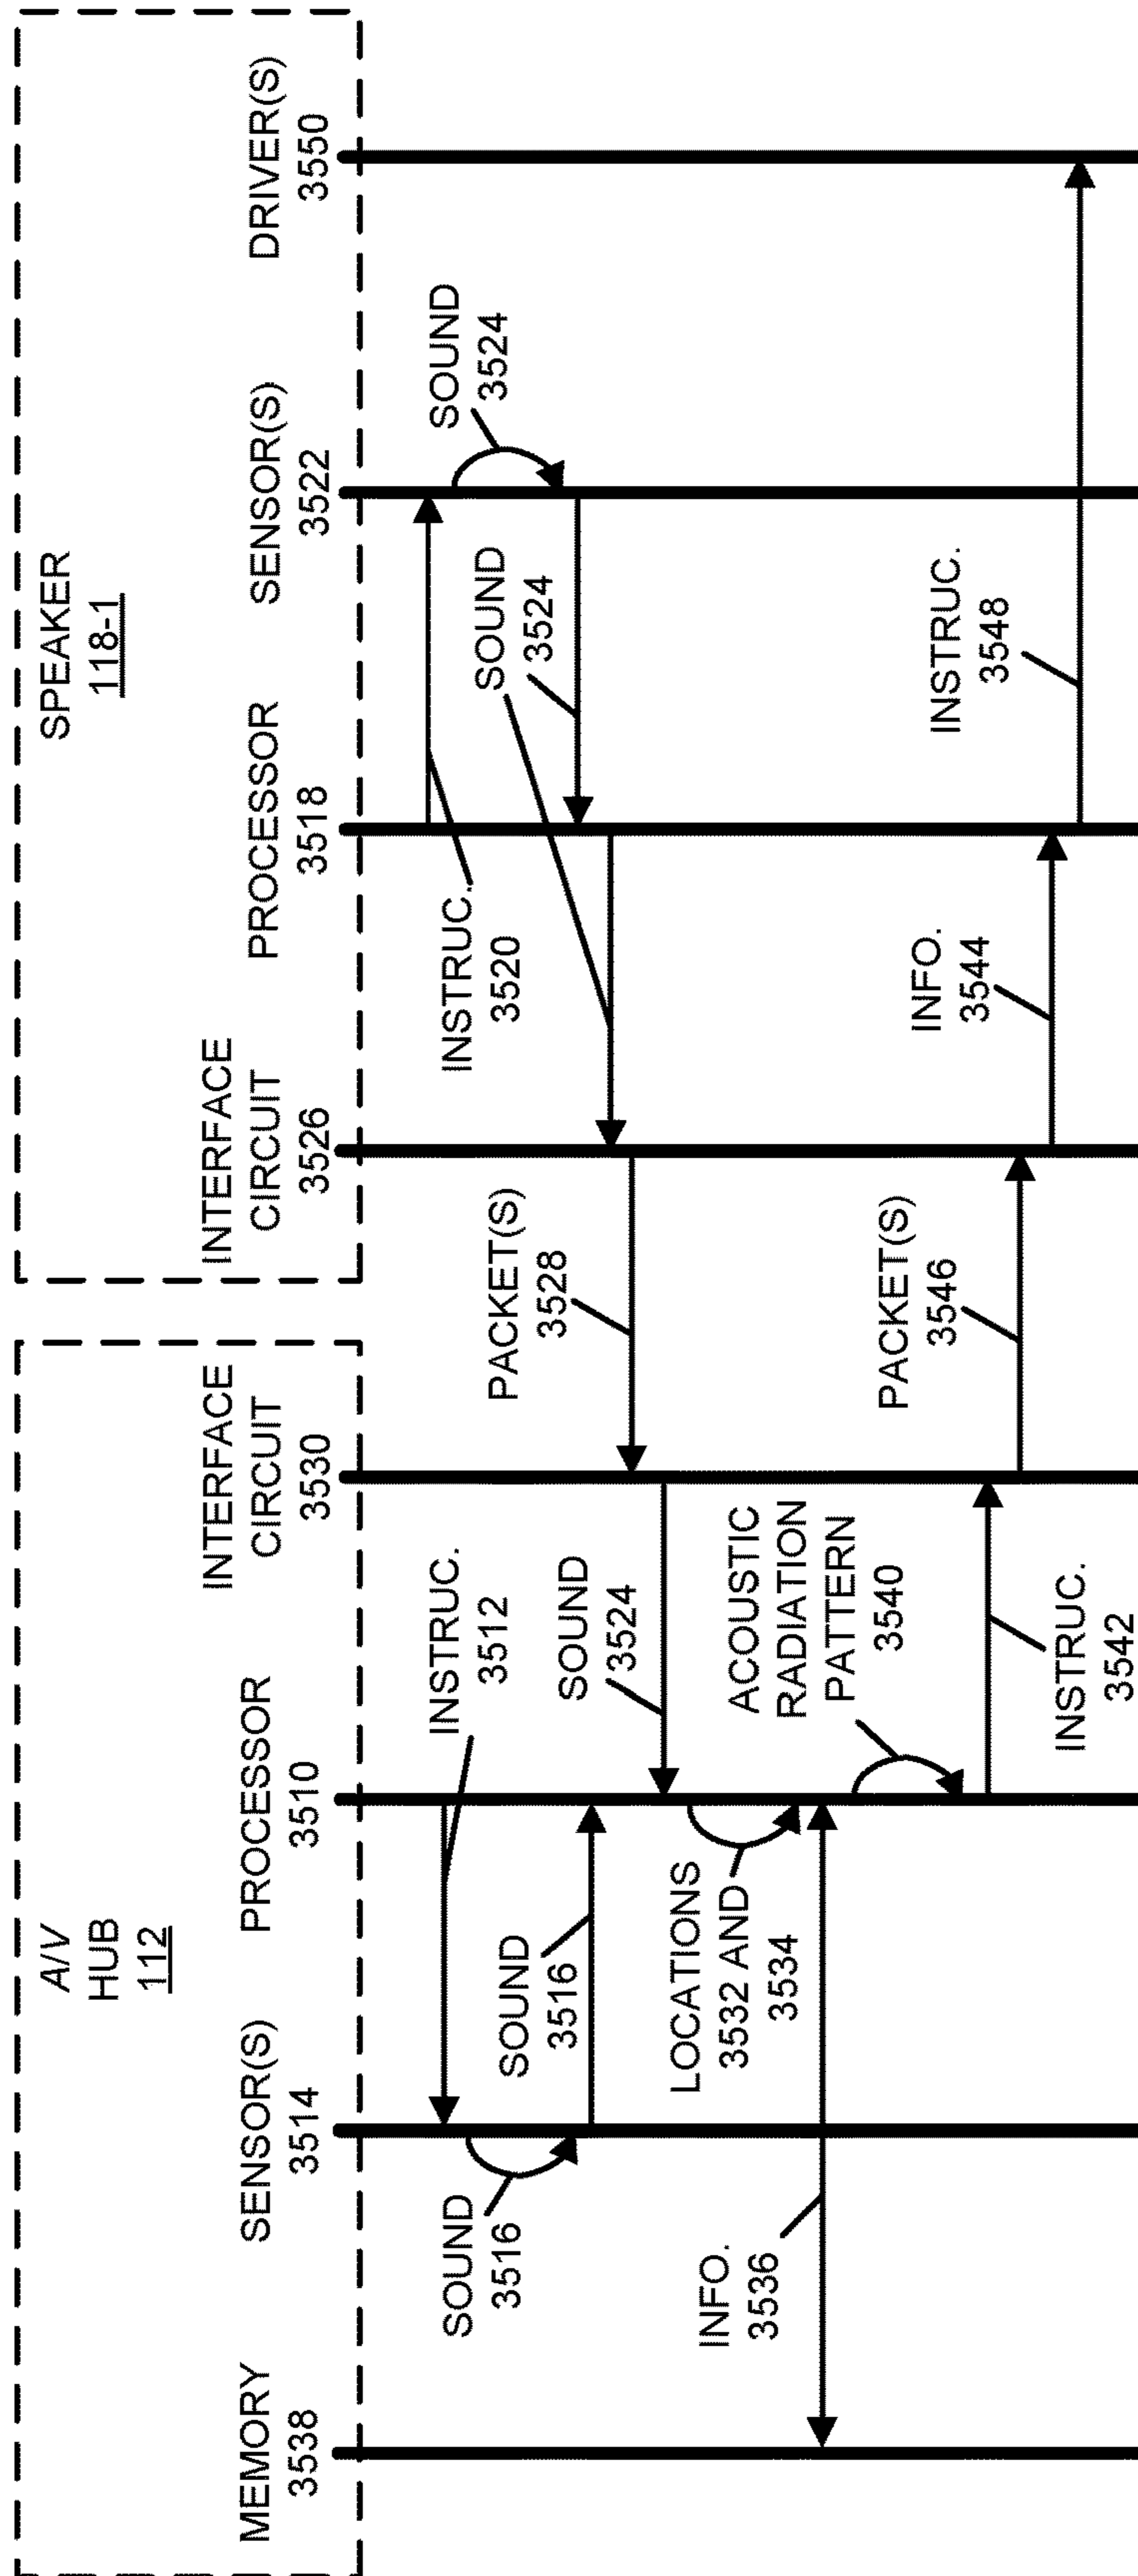 A/V
HUB
112
SPEAKER
118-1
MEMORY
3538
SENSOR(S)
3514
PROCESSOR
3510
INTERFACE
CIRCUIT
3530
INTERFACE
CIRCUIT
3526
PROCESSOR
3518
SENSOR(S)
3522
DRIVER(S)
3550
INSTRUC.
3512
SOUND
3516
SOUND
3516
INSTRUC.
3520
SOUND
3524
SOUND
3524
PACKET(S)
3528
SOUND
3524
LOCATIONS
3532 AND
3534
INFO.
3536
ACOUSTIC
RADIATION
PATTERN
3540
INSTRUC.
3542
PACKET(S)
3546
INFO.
3544
INSTRUC.
3548